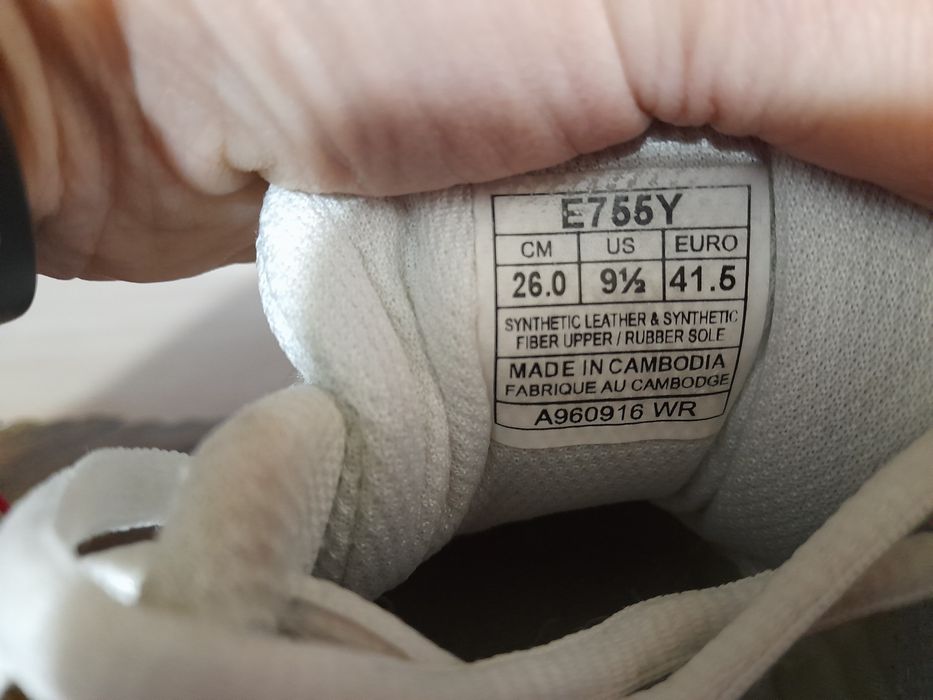 E755Y
CM US EURO
26.0 9½ 41.5
SYNTHETIC LEATHER & SYNTHETIC
FIBER UPPER / RUBBER SOLE
MADE IN CAMBODIA
FABRIQUE AU CAMBODGE
A960916 WR